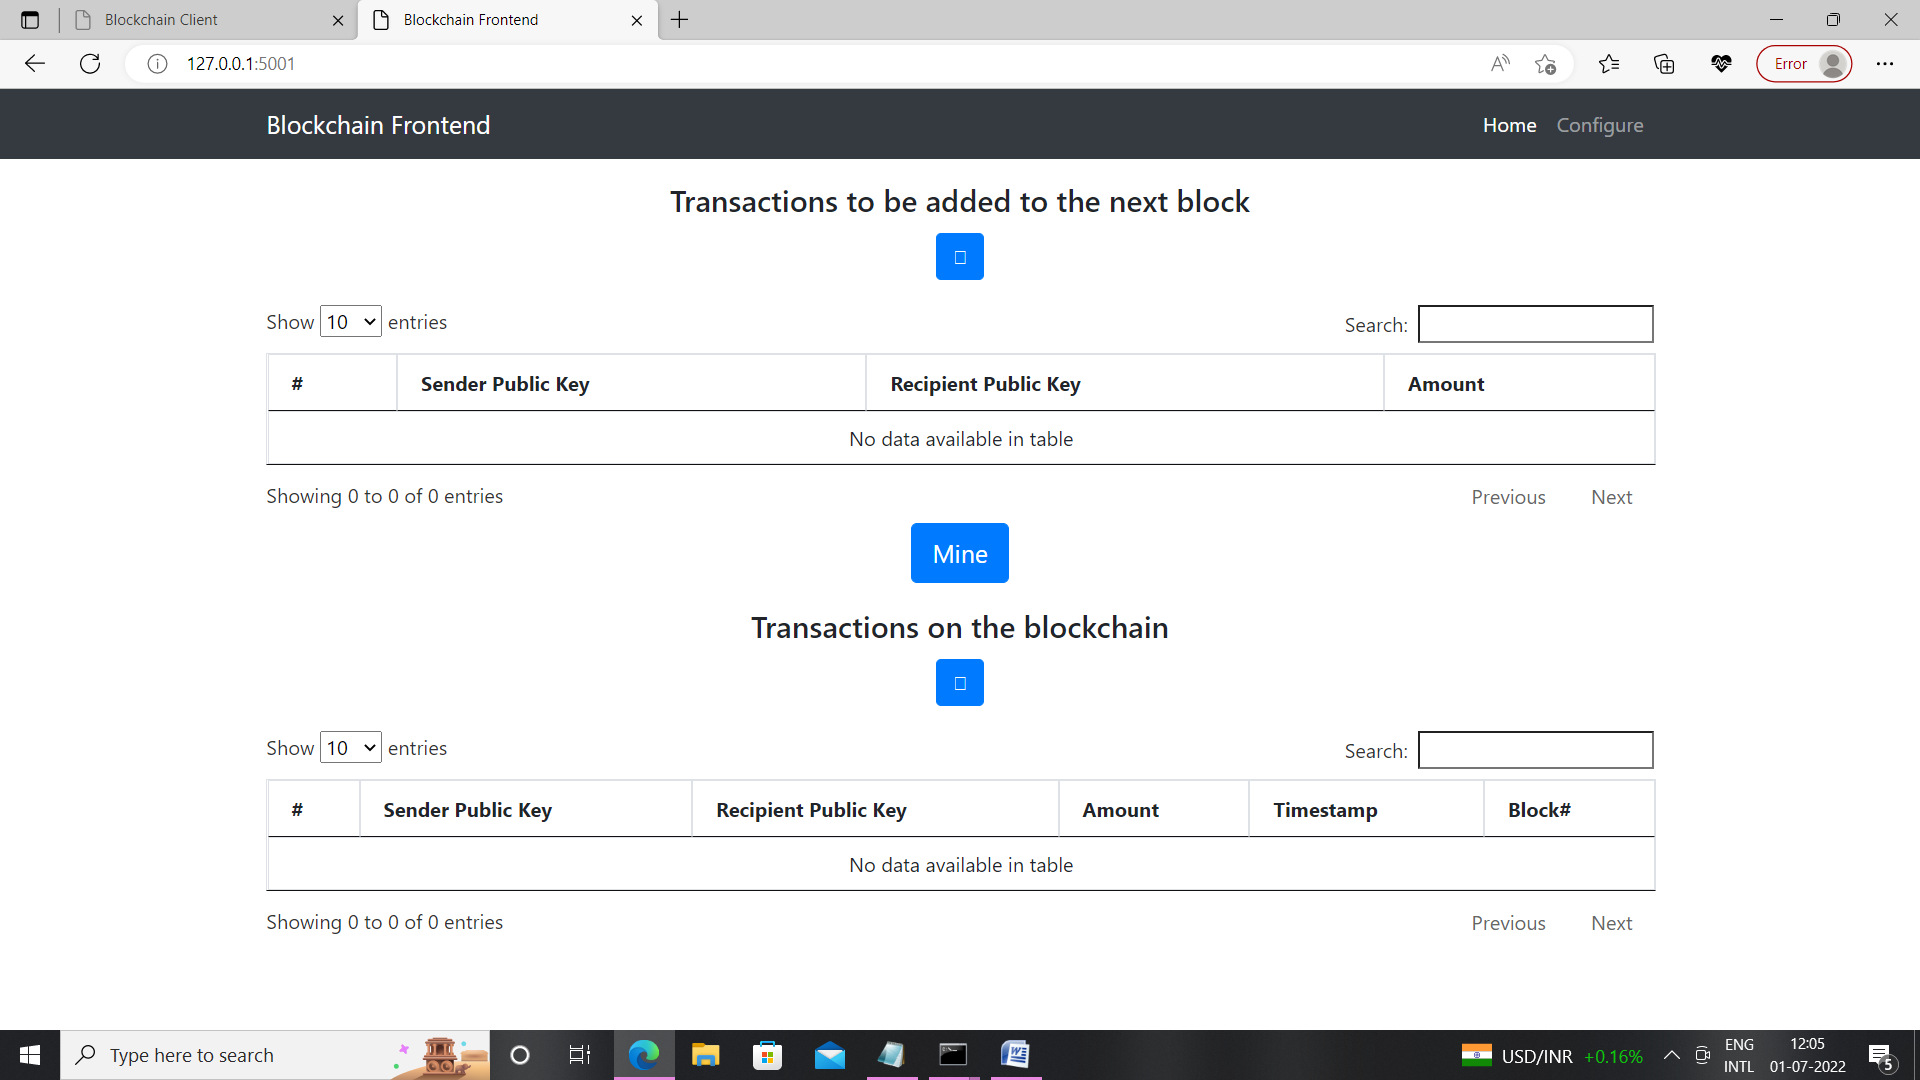 Blockchain Client
Blockchain Frontend
127.0.0.1:5001
Error
Blockchain Frontend
Home Configure
Transactions to be added to the next block
Show 10 entries
Search:
# Sender Public Key Recipient Public Key Amount
No data available in table
Showing 0 to 0 of 0 entries
Previous Next
Mine
Transactions on the blockchain
Show 10 entries
Search:
# Sender Public Key Recipient Public Key Amount Timestamp Block#
No data available in table
Showing 0 to 0 of 0 entries
Previous Next
Type here to search
USD/INR +0.16%
ENG
INTL
12:05
01-07-2022
5